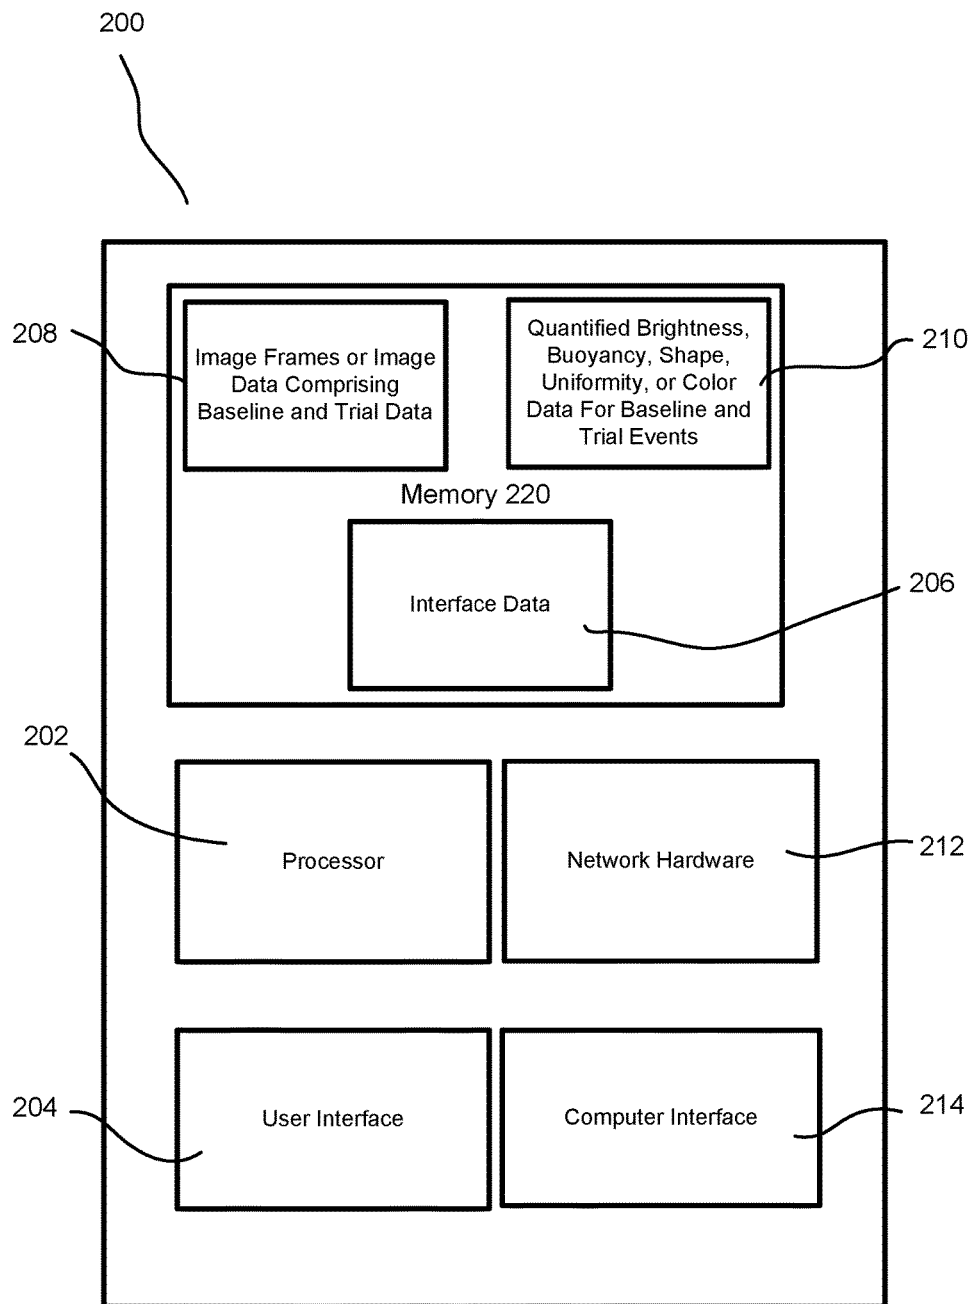 200
208
Image Frames or Image
Data Comprising
Baseline and Trial Data
Quantified Brightness,
Buoyancy, Shape,
Uniformity, or Color
Data For Baseline and
Trial Events
210
Memory 220
Interface Data
206
202
Processor
Network Hardware
212
204
User Interface
Computer Interface
214